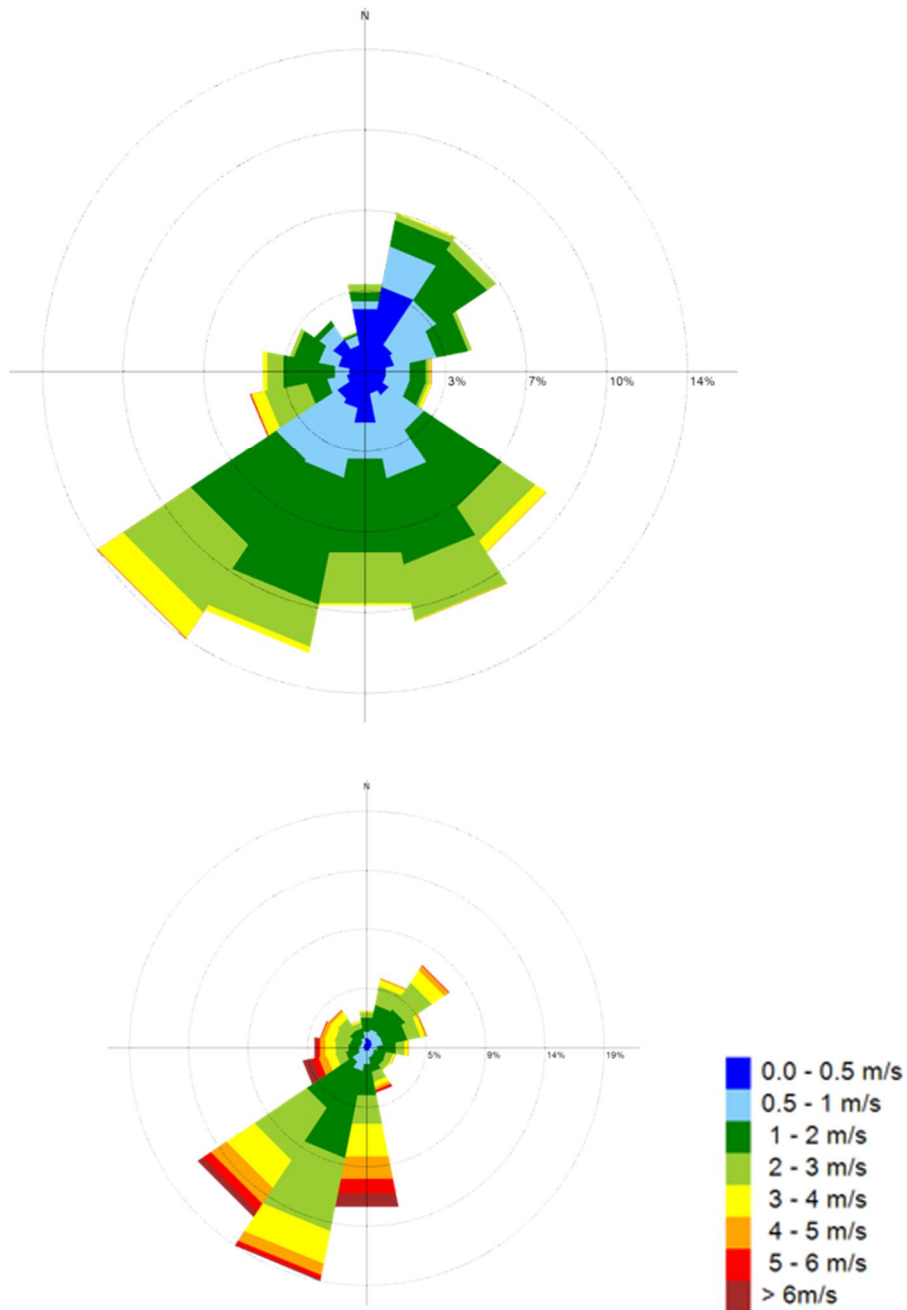 N
3% 7% 10% 14%
N
5% 9% 14% 19%
0.0 - 0.5 m/s
0.5 - 1 m/s
1 - 2 m/s
2 - 3 m/s
3 - 4 m/s
4 - 5 m/s
5 - 6 m/s
> 6m/s